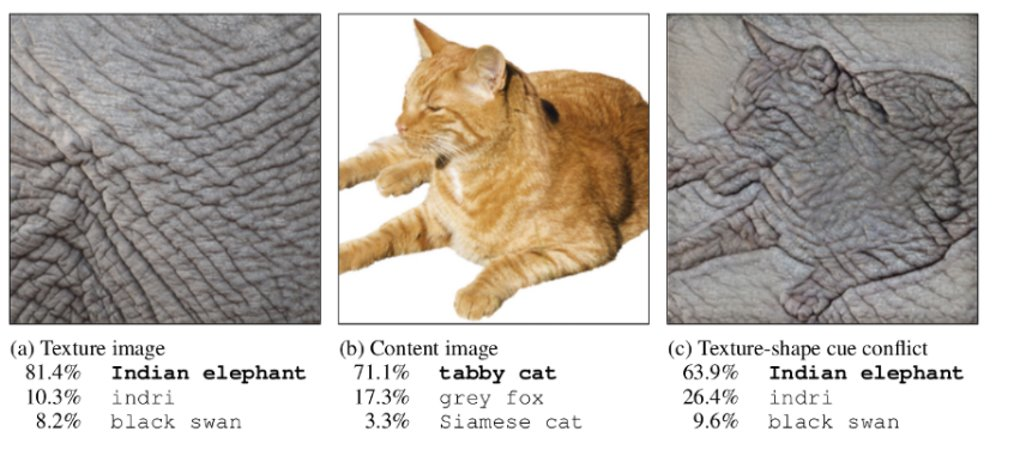 (a) Texture image
81.4% Indian elephant
10.3% indri
8.2% black swan
(b) Content image
71.1% tabby cat
17.3% grey fox
3.3% Siamese cat
(c) Texture-shape cue conflict
63.9% Indian elephant
26.4% indri
9.6% black swan